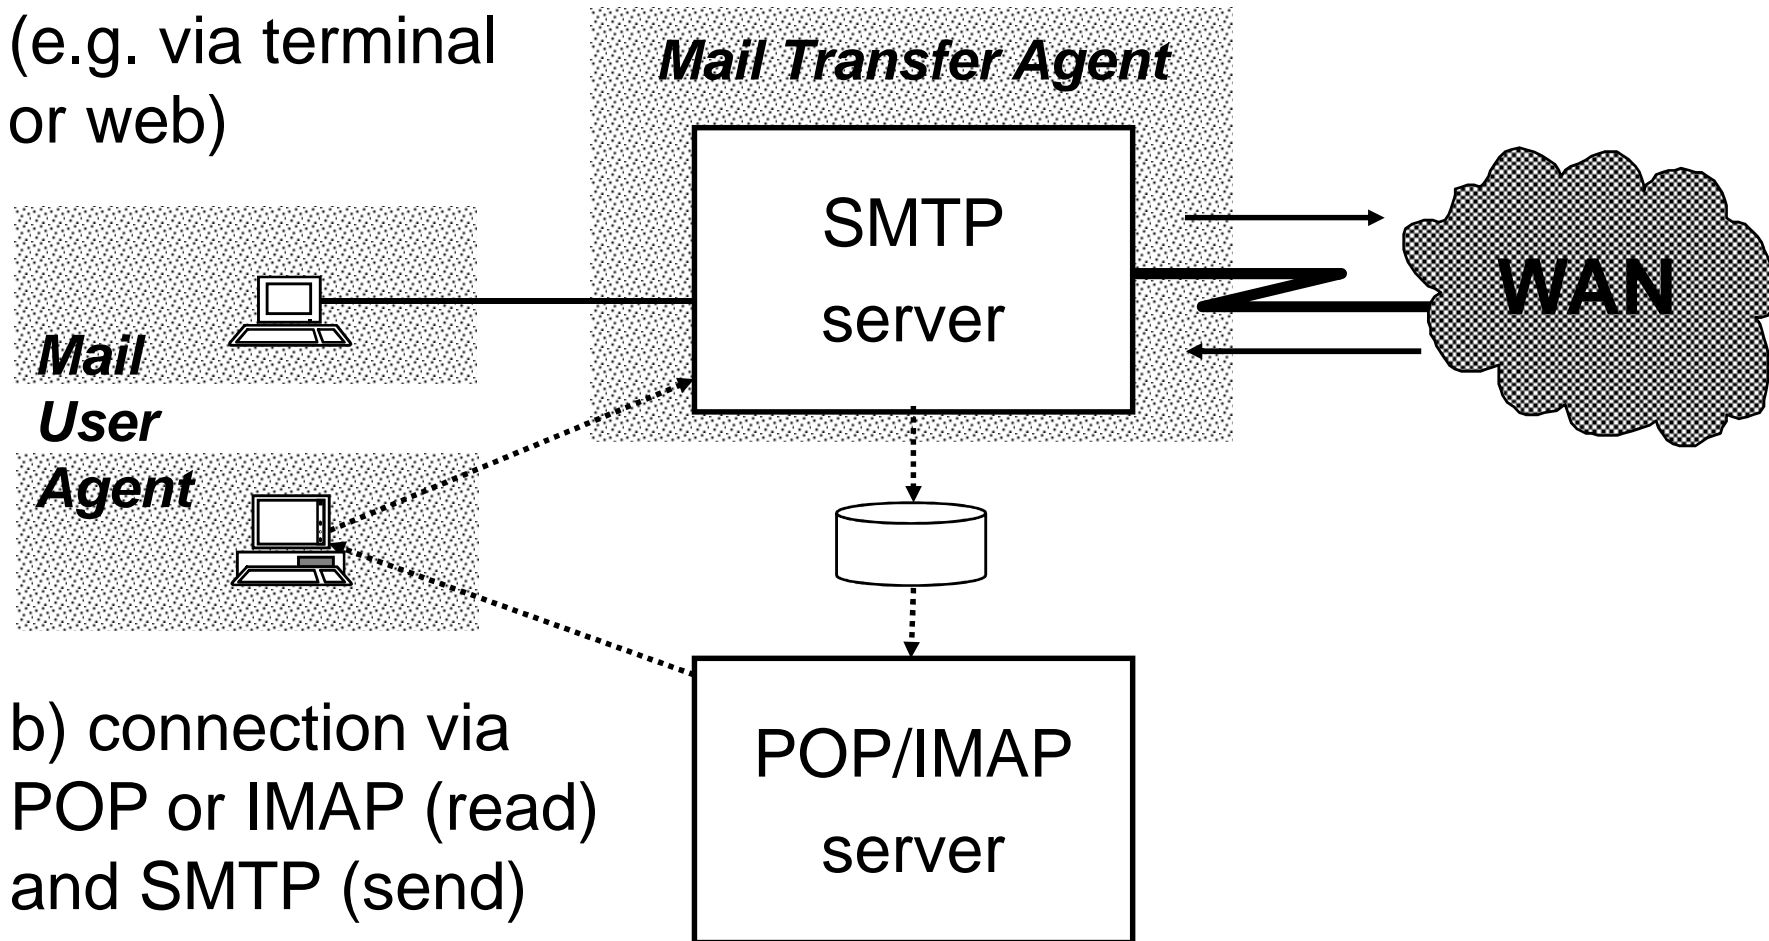 (e.g. via terminal
or web)
Mail Transfer Agent
SMTP
server
WAN
Mail
User
Agent
b) connection via
POP or IMAP (read)
and SMTP (send)
POP/IMAP
server